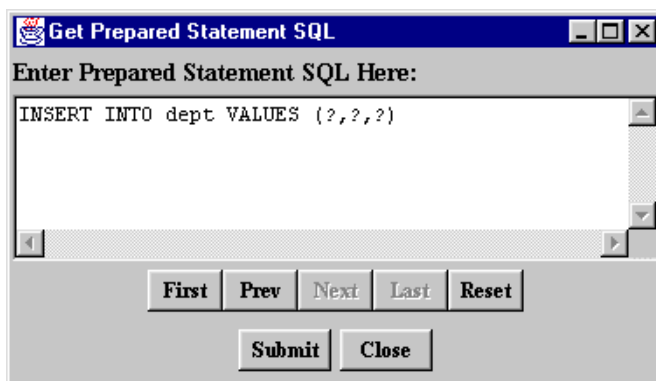 Get Prepared Statement SQL
Enter Prepared Statement SQL Here:
INSERT INTO dept VALUES (?,?,?)
First Prev Next Last Reset
Submit Close